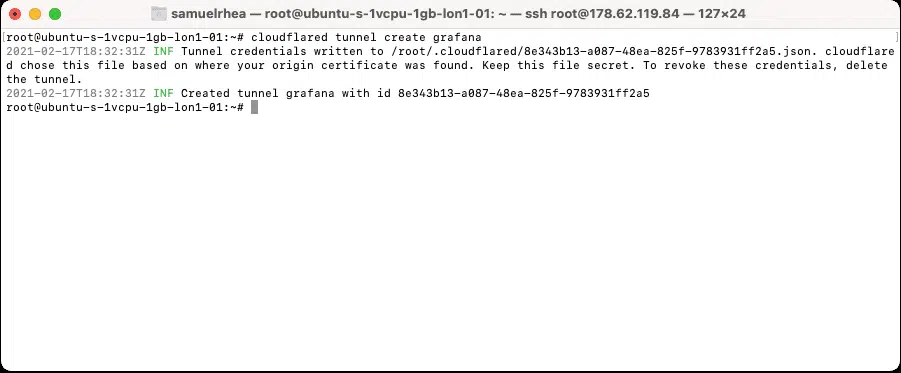 samuelrhea — root@ubuntu-s-1vcpu-1gb-lon1-01: ~ — ssh root@178.62.119.84 — 127×24
[root@ubuntu-s-1vcpu-1gb-lon1-01:~# cloudflared tunnel create grafana ]
2021-02-17T18:32:31Z INF Tunnel credentials written to /root/.cloudflared/8e343b13-a087-48ea-825f-9783931ff2a5.json. cloudflare
d chose this file based on where your origin certificate was found. Keep this file secret. To revoke these credentials, delete
the tunnel.
2021-02-17T18:32:31Z INF Created tunnel grafana with id 8e343b13-a087-48ea-825f-9783931ff2a5
root@ubuntu-s-1vcpu-1gb-lon1-01:~#